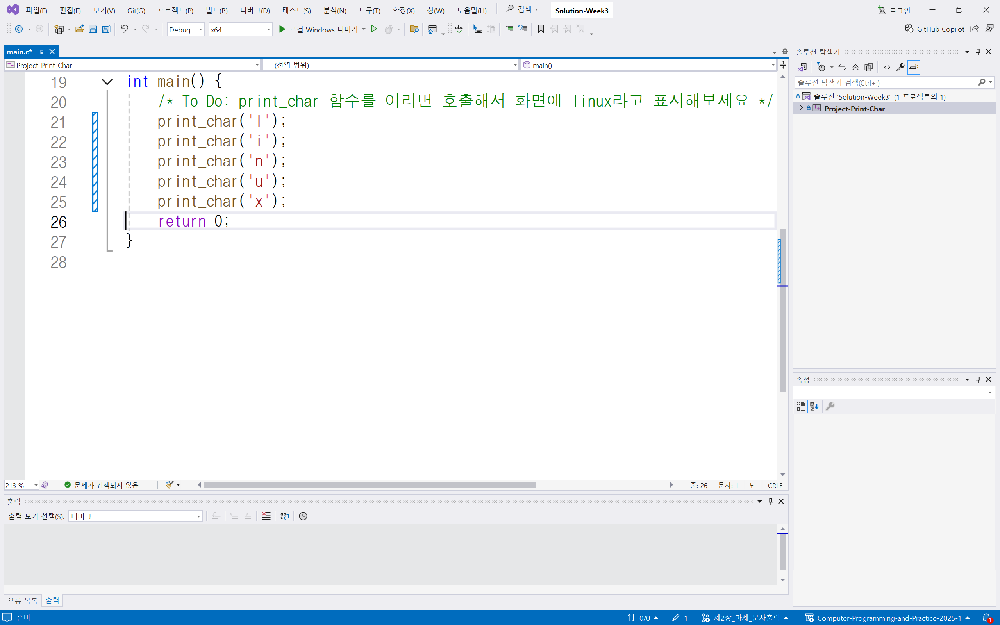 파일(F) 편집(E) 보기(V) Git(G) 프로젝트(P) 빌드(B) 디버그(D) 테스트(S) 분석(N) 도구(T) 확장(X) 창(W) 도움말(H) 검색 Solution-Week3 로그인
Debug x64 로컬 Windows 디버거 GitHub Copilot
main.c*
Project-Print-Char (전역 범위) main()
19 int main() {
20 /* To Do: print_char 함수를 여러번 호출해서 화면에 linux라고 표시해보세요 */
21 print_char('l');
22 print_char('i');
23 print_char('n');
24 print_char('u');
25 print_char('x');
26 return 0;
27 }
28
213 % 문제가 검색되지 않음 줄: 26 문자: 1 탭 CRLF
출력
출력 보기 선택(S): 디버그
오류 목록 출력
솔루션 탐색기
솔루션 탐색기 검색(Ctrl+;)
솔루션 'Solution-Week3' (1 프로젝트의 1)
Project-Print-Char
속성
준비 0/0 1 제2장_과제_문자출력 Computer-Programming-and-Practice-2025-1 1